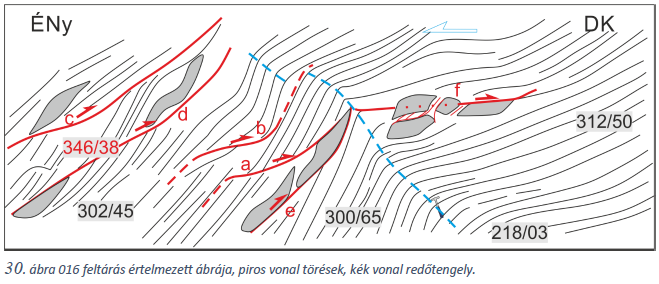 ÉNy
DK
c
d
346/38
b
a
f
312/50
302/45
e
300/65
218/03
30. ábra 016 feltárás értelmezett ábrája, piros vonal törések, kék vonal redőtengely.